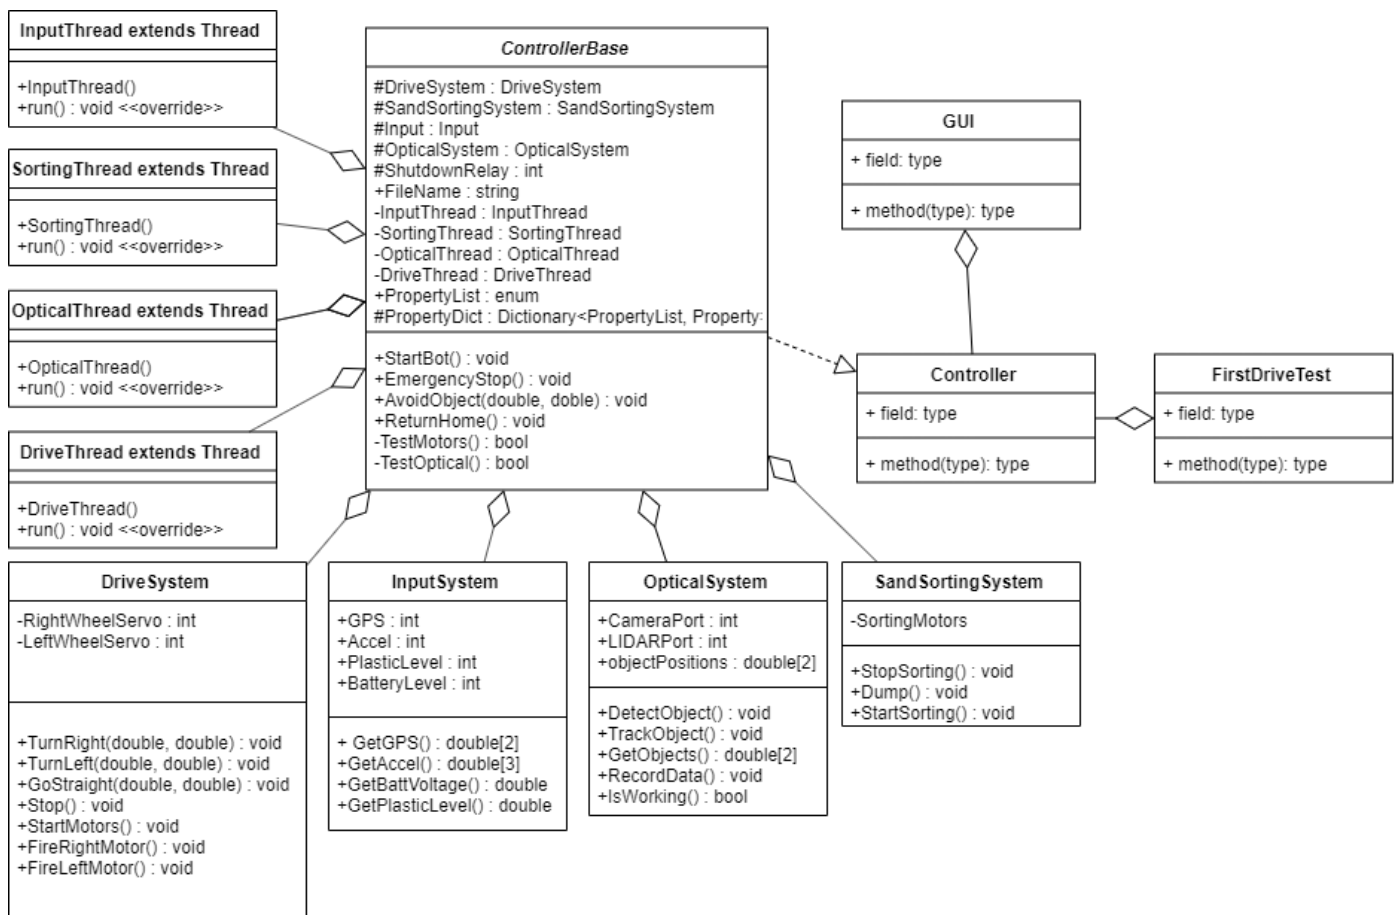 InputThread extends Thread
+InputThread()
+run() : void <<override>>
SortingThread extends Thread
+SortingThread()
+run() : void <<override>>
OpticalThread extends Thread
+OpticalThread()
+run() : void <<override>>
DriveThread extends Thread
+DriveThread()
+run() : void <<override>>
ControllerBase
#DriveSystem : DriveSystem
#SandSortingSystem : SandSortingSystem
#Input : Input
#OpticalSystem : OpticalSystem
#ShutdownRelay : int
+FileName : string
-InputThread : InputThread
-SortingThread : SortingThread
-OpticalThread : OpticalThread
-DriveThread : DriveThread
+PropertyList : enum
#PropertyDict : Dictionary<PropertyList, Property
+StartBot() : void
+EmergencyStop() : void
+AvoidObject(double, doble) : void
+ReturnHome() : void
-TestMotors() : bool
-TestOptical() : bool
GUI
+ field: type
+ method(type): type
Controller
+ field: type
+ method(type): type
FirstDriveTest
+ field: type
+ method(type): type
DriveSystem
-RightWheelServo : int
-LeftWheelServo : int
+TurnRight(double, double) : void
+TurnLeft(double, double) : void
+GoStraight(double, double) : void
+Stop() : void
+StartMotors() : void
+FireRightMotor() : void
+FireLeftMotor() : void
InputSystem
+GPS : int
+Accel : int
+PlasticLevel : int
+BatteryLevel : int
+ GetGPS() : double[2]
+GetAccel() : double[3]
+GetBattVoltage() : double
+GetPlasticLevel() : double
OpticalSystem
+CameraPort : int
+LIDARPort : int
+objectPositions : double[2]
+DetectObject() : void
+TrackObject() : void
+GetObjects() : double[2]
+RecordData() : void
+IsWorking() : bool
SandSortingSystem
-SortingMotors
+StopSorting() : void
+Dump() : void
+StartSorting() : void